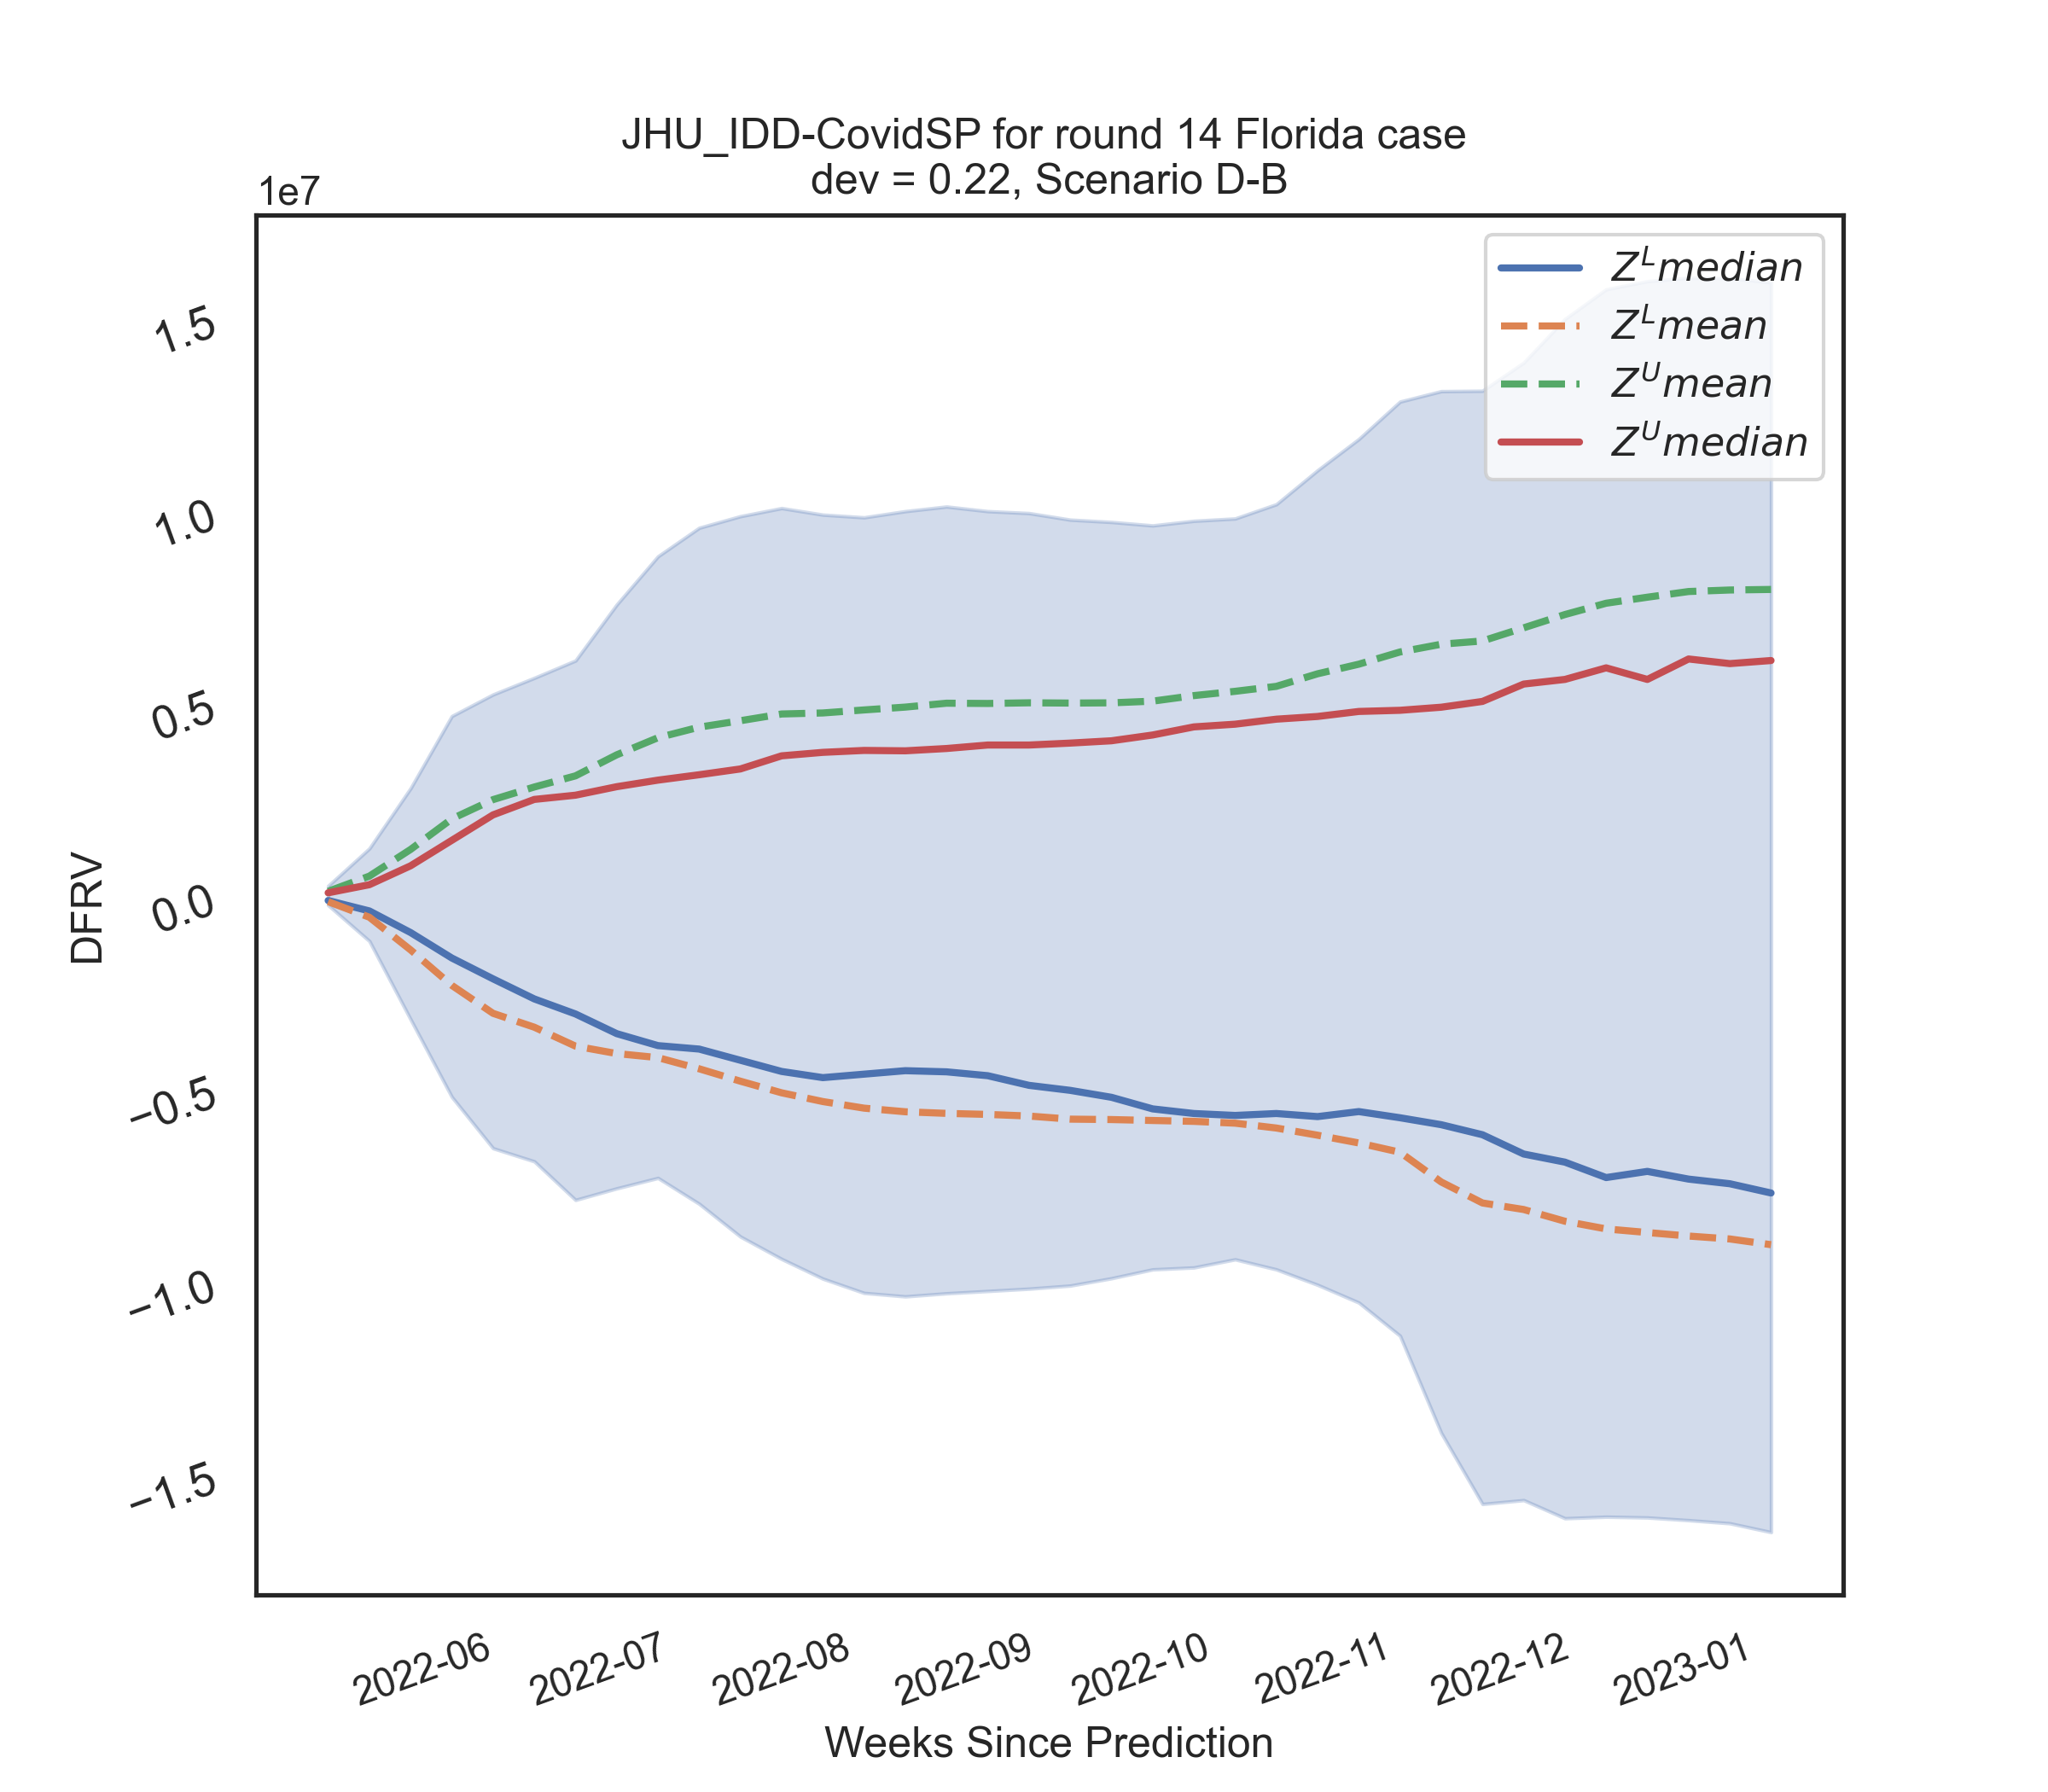 JHU_IDD-CovidSP for round 14 Florida case
dev = 0.22, Scenario D-B
1e7
Z^L median
Z^L mean
Z^U mean
Z^U median
1.5
1.0
0.5
0.0
−0.5
−1.0
−1.5
DFRV
2022-06
2022-07
2022-08
2022-09
2022-10
2022-11
2022-12
2023-01
Weeks Since Prediction